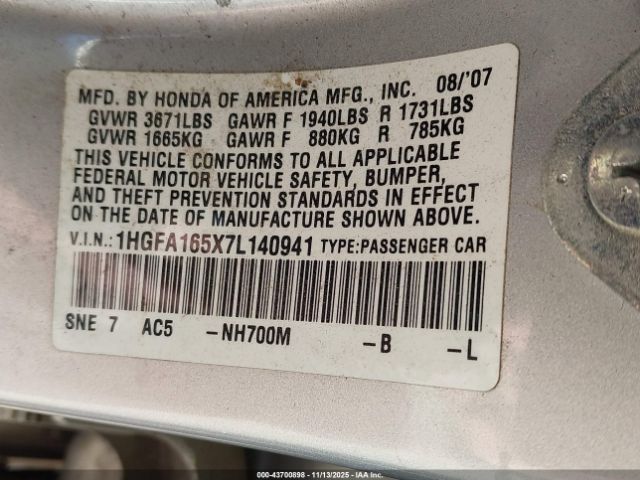 MFD. BY HONDA OF AMERICA MFG., INC. 08/'07
GVWR 3671LBS GAWR F 1940LBS R 1731LBS
GVWR 1665KG GAWR F 880KG R 785KG
THIS VEHICLE CONFORMS TO ALL APPLICABLE
FEDERAL MOTOR VEHICLE SAFETY, BUMPER,
AND THEFT PREVENTION STANDARDS IN EFFECT
ON THE DATE OF MANUFACTURE SHOWN ABOVE.
V.I.N.: 1HGFA165X7L140941 TYPE:PASSENGER CAR
SNE 7 AC5 -NH700M -B -L
000-43700898 11/13/2025 IAAI.COM